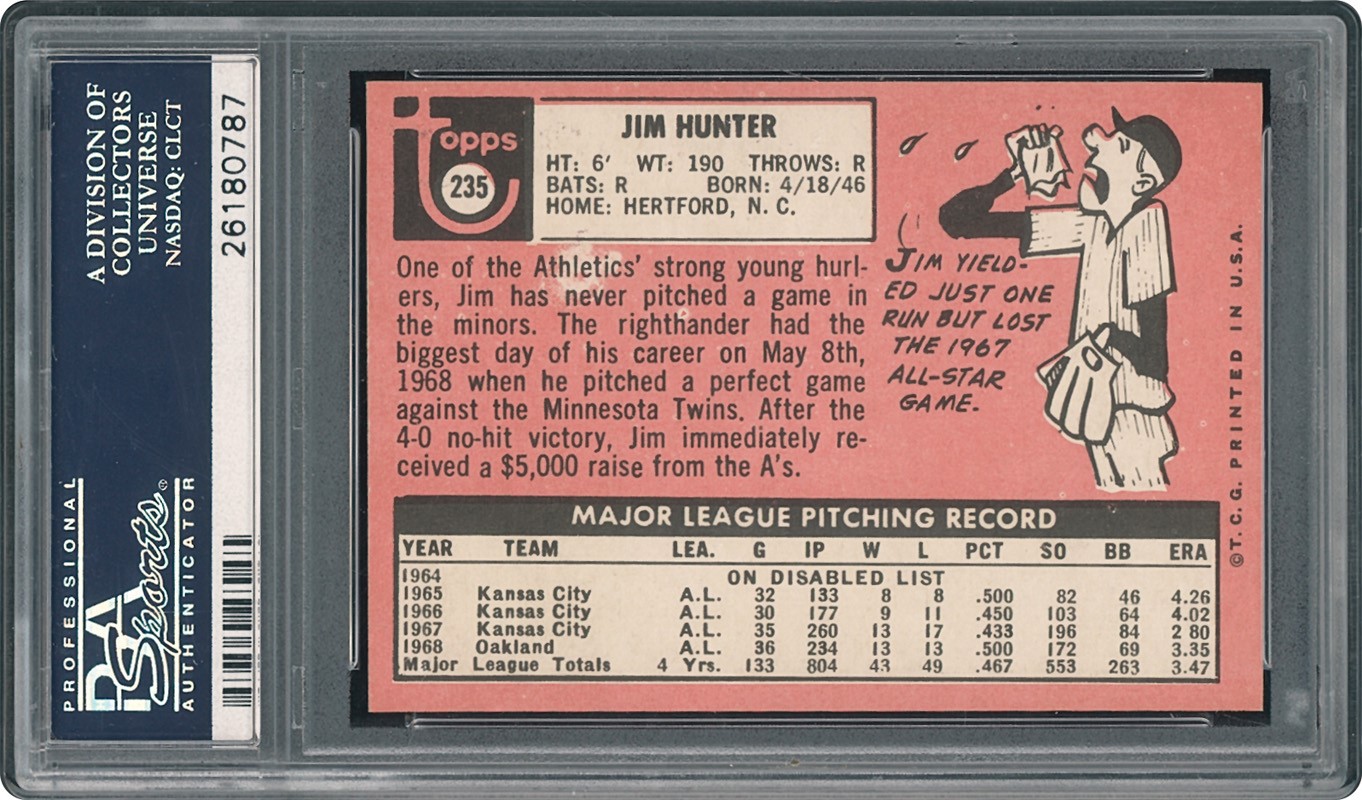 A DIVISION OF
COLLECTORS
UNIVERSE
NASDAQ: CLCT
26180787
PROFESSIONAL
PSA
Sports®
AUTHENTICATOR
topps
235
JIM HUNTER
HT: 6' WT: 190 THROWS: R
BATS: R BORN: 4/18/46
HOME: HERTFORD, N. C.
One of the Athletics' strong young hurl-
ers, Jim has never pitched a game in
the minors. The righthander had the
biggest day of his career on May 8th,
1968 when he pitched a perfect game
against the Minnesota Twins. After the
4-0 no-hit victory, Jim immediately re-
ceived a $5,000 raise from the A's.
JIM YIELD-
ED JUST ONE
RUN BUT LOST
THE 1967
ALL-STAR
GAME.
©T.C.G. PRINTED IN U.S.A.
MAJOR LEAGUE PITCHING RECORD
YEAR TEAM LEA. G IP W L PCT SO BB ERA
1964 ON DISABLED LIST
1965 Kansas City A.L. 32 133 8 8 .500 82 46 4.26
1966 Kansas City A.L. 30 177 9 11 .450 103 64 4.02
1967 Kansas City A.L. 35 260 13 17 .433 196 84 2 80
1968 Oakland A.L. 36 234 13 13 .500 172 69 3.35
Major League Totals 4 Yrs. 133 804 43 49 .467 553 263 3.47